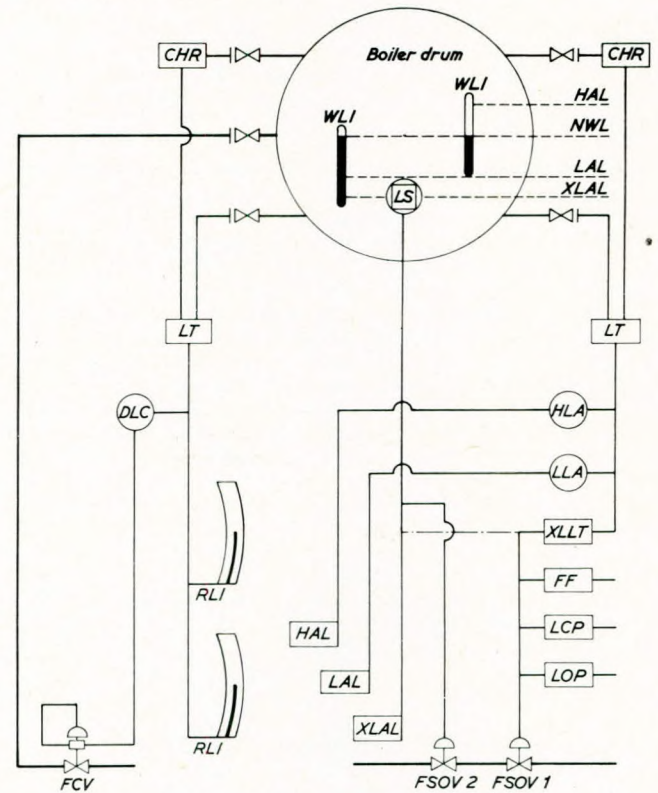 CHR
Boiler drum
CHR
WLI
HAL
WLI
NWL
LAL
LS
XLAL
LT
LT
DLC
HLA
LLA
XLLT
RLI
FF
HAL
LCP
LAL
LOP
XLAL
RLI
FCV
FSOV 2
FSOV 1